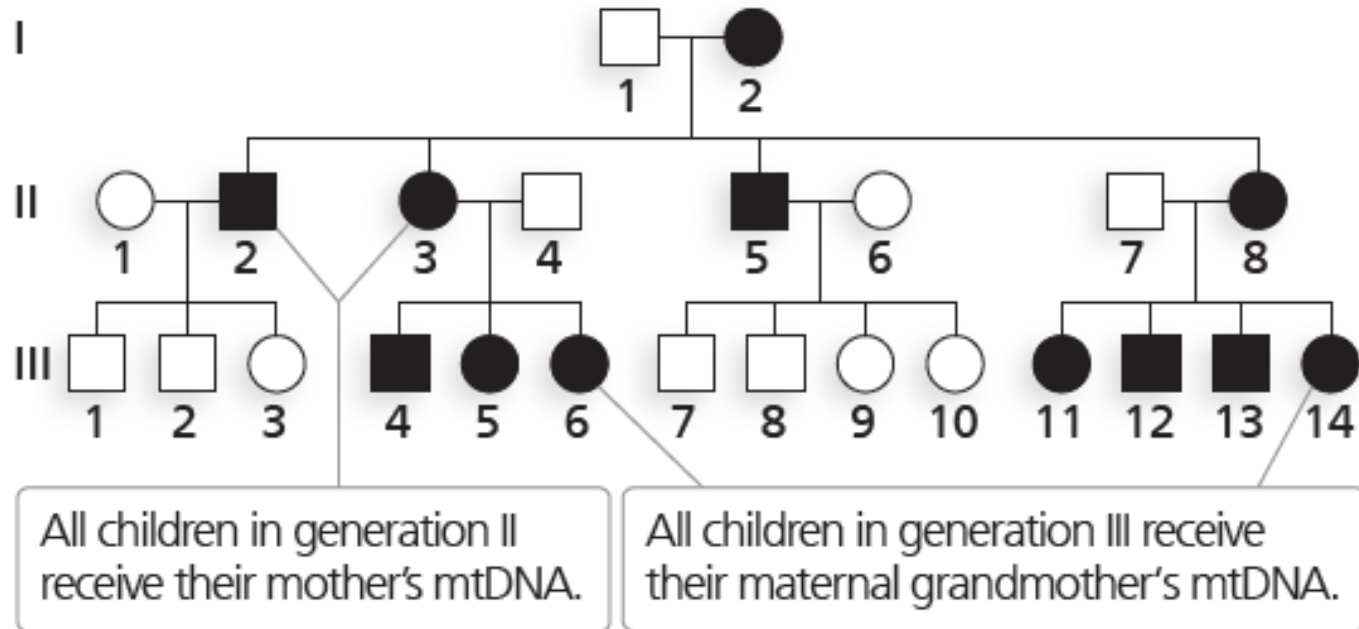 I
1 2
II
1 2 3 4 5 6 7 8
III
1 2 3 4 5 6 7 8 9 10 11 12 13 14
All children in generation II
receive their mother's mtDNA.
All children in generation III receive
their maternal grandmother's mtDNA.